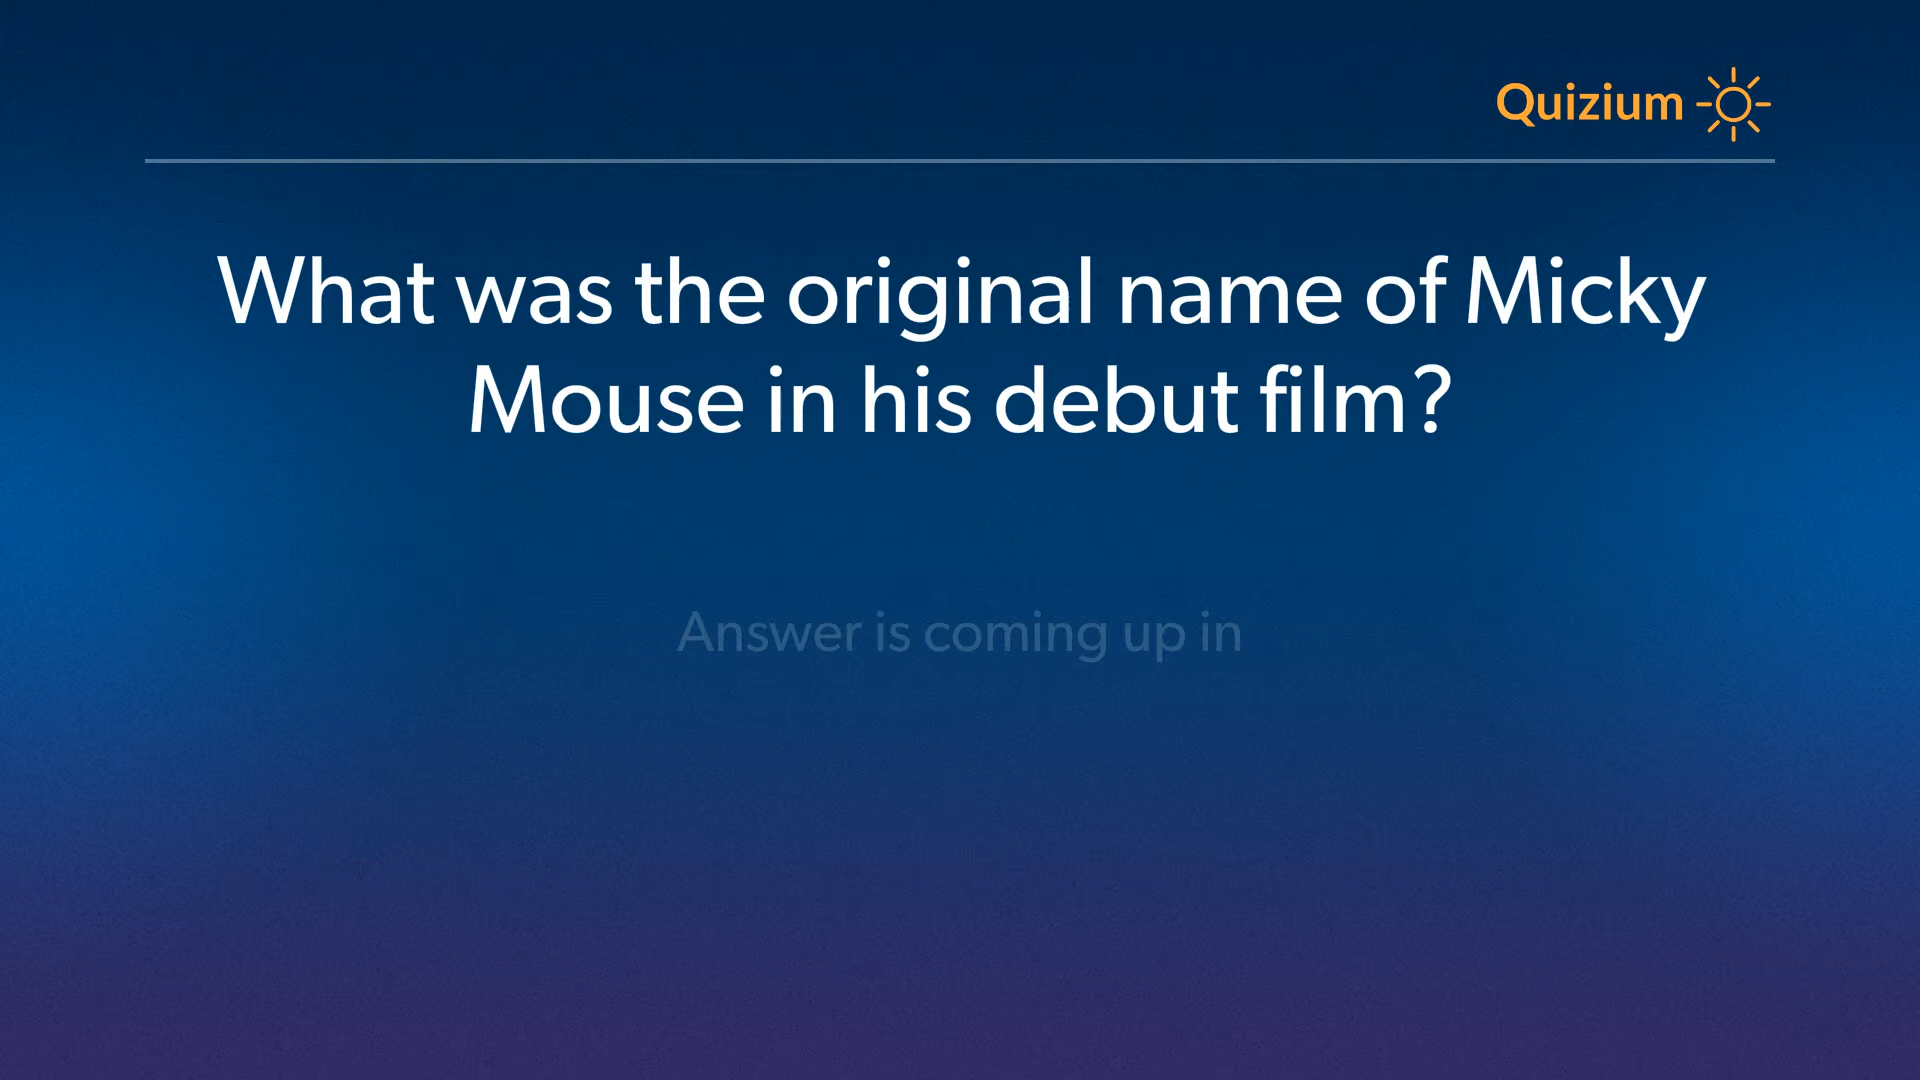 Quizium
What was the original name of Micky
Mouse in his debut film?
Answer is coming up in